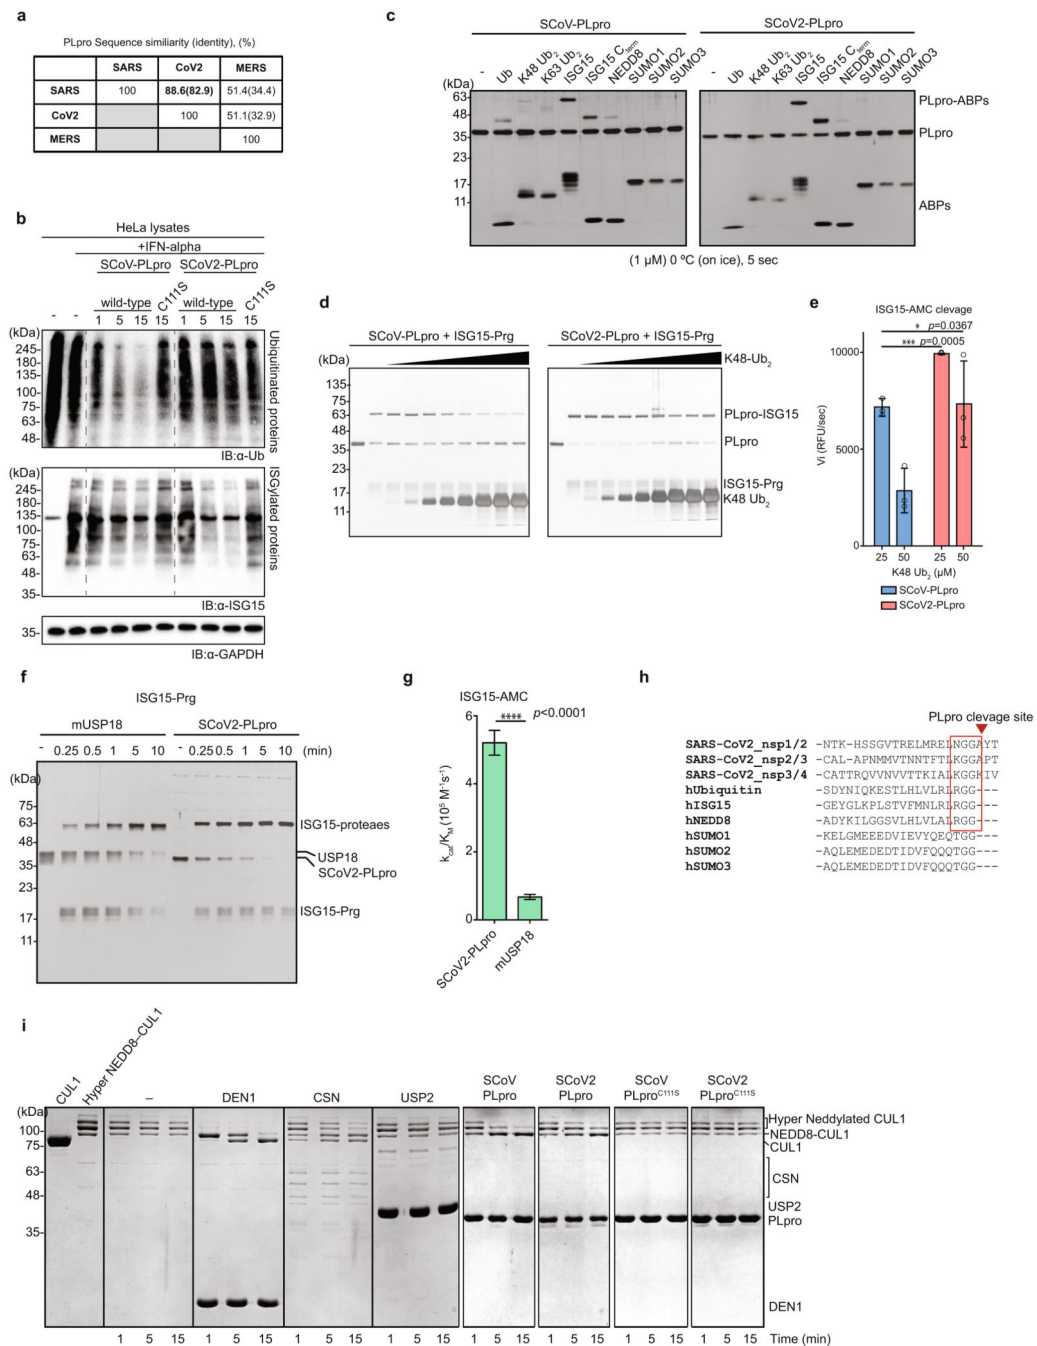 a
PLpro Sequence similiarity (identity), (%)
SARS CoV2 MERS
SARS 100 88.6(82.9) 51.4(34.4)
CoV2 100 51.1(32.9)
MERS 100
b
HeLa lysates
+IFN-alpha
SCoV-PLpro SCoV2-PLpro
wild-type C111S wild-type C111S
- - 1 5 15 15 1 5 15 15
(kDa)
245-
180-
135-
100-
75-
63-
48-
Ubiquitinated proteins
IB:α-Ub
(kDa)
245-
180-
135-
100-
75-
63-
48-
35-
ISGylated proteins
IB:α-ISG15
35-
IB:α-GAPDH
c
SCoV-PLpro SCoV2-PLpro
- Ub K48 Ub2 K63 Ub2 ISG15 ISG15 Cterm NEDD8 SUMO1 SUMO2 SUMO3 - Ub K48 Ub2 K63 Ub2 ISG15 ISG15 Cterm NEDD8 SUMO1 SUMO2 SUMO3
(kDa)
63-
48-
35-
23-
17-
11-
PLpro-ABPs
PLpro
ABPs
(1 μM) 0 ºC (on ice), 5 sec
d
SCoV-PLpro + ISG15-Prg SCoV2-PLpro + ISG15-Prg
(kDa) K48-Ub2
75-
63-
48-
35-
23-
17-
11-
PLpro-ISG15
PLpro
ISG15-Prg
K48 Ub2
e
ISG15-AMC clevage
* p=0.0367
*** p=0.0005
10000
5000
0
Vi (RFU/sec)
25 50 25 50
K48 Ub2 (μM)
SCoV-PLpro
SCoV2-PLpro
f
ISG15-Prg
mUSP18 SCoV2-PLpro
- 0.25 0.5 1 5 10 - 0.25 0.5 1 5 10 (min)
(kDa)
75-
63-
48-
35-
23-
17-
11-
ISG15-proteaes
USP18
SCoV2-PLpro
ISG15-Prg
g
ISG15-AMC
**** p<0.0001
6
4
2
0
kcat/KM (10⁵ M⁻¹s⁻¹)
SCoV2-PLpro mUSP18
h
PLpro clevage site
SARS-CoV2_nsp1/2 -NTK-HSSGVTRELMRELNGGAYT
SARS-CoV2_nsp2/3 -CAL-APNMMVTNNTFTLKGGAPT
SARS-CoV2_nsp3/4 -CATTRQVVNVVTTKIALKGGKIV
hUbiquitin -SDYNIQKESTLHLVLRLRGG---
hISG15 -GEYGLKPLSTVFMNLRLRGG---
hNEDD8 -ADYKILGGSVLHLVLALRGG---
hSUMO1 -KELGMEEEDVIEVYQEQTGG---
hSUMO2 -AQLEMEDEDTIDVFQQQTGG---
hSUMO3 -AQLEMEDEDTIDVFQQQTGG---
i
CUL1 Hyper NEDD8–CUL1 – DEN1 CSN USP2 SCoV PLpro SCoV2 PLpro SCoV PLproC111S SCoV2 PLproC111S
(kDa)
100-
75-
63-
48-
35-
Hyper Neddylated CUL1
NEDD8-CUL1
CUL1
CSN
USP2
PLpro
DEN1
1 5 15 1 5 15 1 5 15 1 5 15 1 5 15 1 5 15 1 5 15 1 5 15 Time (min)